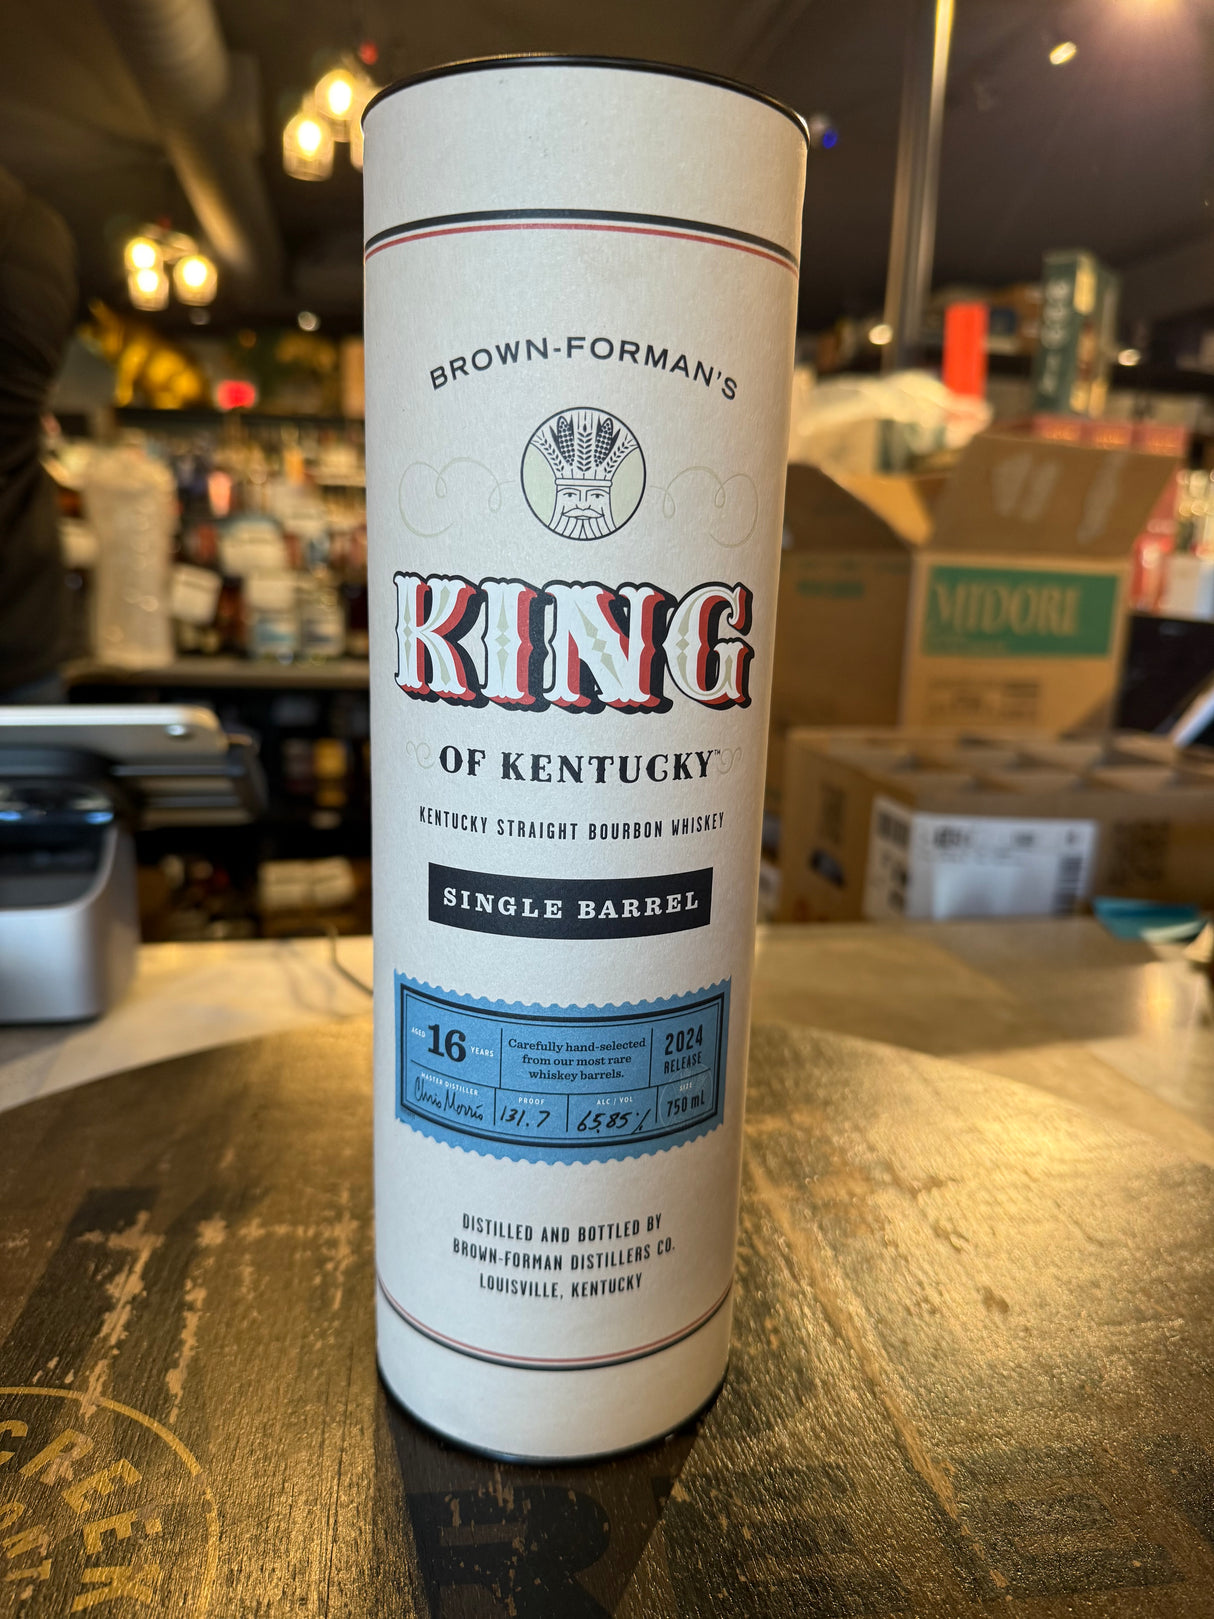 BROWN-FORMAN'S
KING
OF KENTUCKY™
KENTUCKY STRAIGHT BOURBON WHISKEY
SINGLE BARREL
AGED 16 YEARS
Carefully hand-selected
from our most rare
whiskey barrels.
2024
RELEASE
MASTER DISTILLER
Chris Morris
PROOF
131.7
ALC / VOL
65.85%
SIZE
750 mL
DISTILLED AND BOTTLED BY
BROWN-FORMAN DISTILLERS CO.
LOUISVILLE, KENTUCKY
MIDORI
CREEK